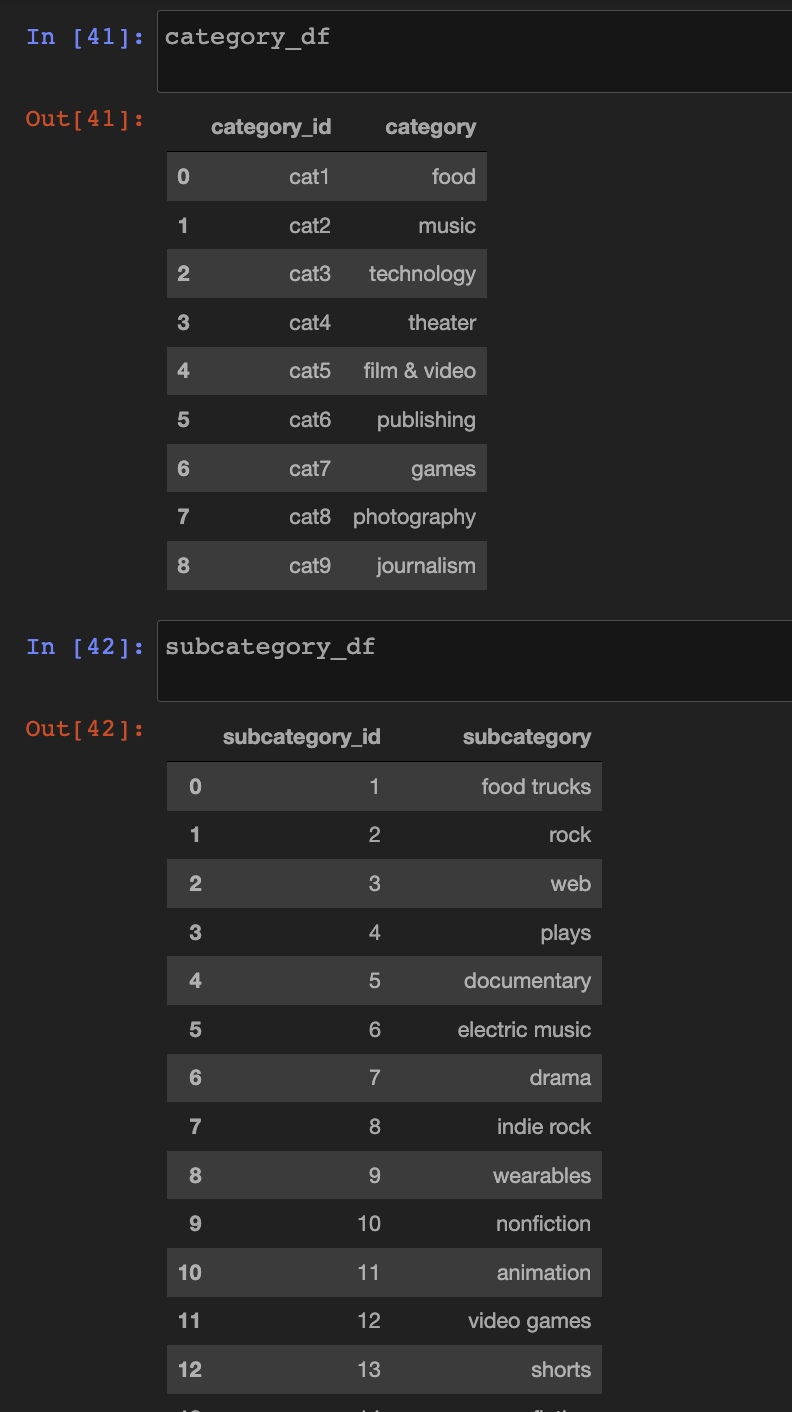 In [41]: category_df
Out[41]:
category_id category
0 cat1 food
1 cat2 music
2 cat3 technology
3 cat4 theater
4 cat5 film & video
5 cat6 publishing
6 cat7 games
7 cat8 photography
8 cat9 journalism
In [42]: subcategory_df
Out[42]:
subcategory_id subcategory
0 1 food trucks
1 2 rock
2 3 web
3 4 plays
4 5 documentary
5 6 electric music
6 7 drama
7 8 indie rock
8 9 wearables
9 10 nonfiction
10 11 animation
11 12 video games
12 13 shorts